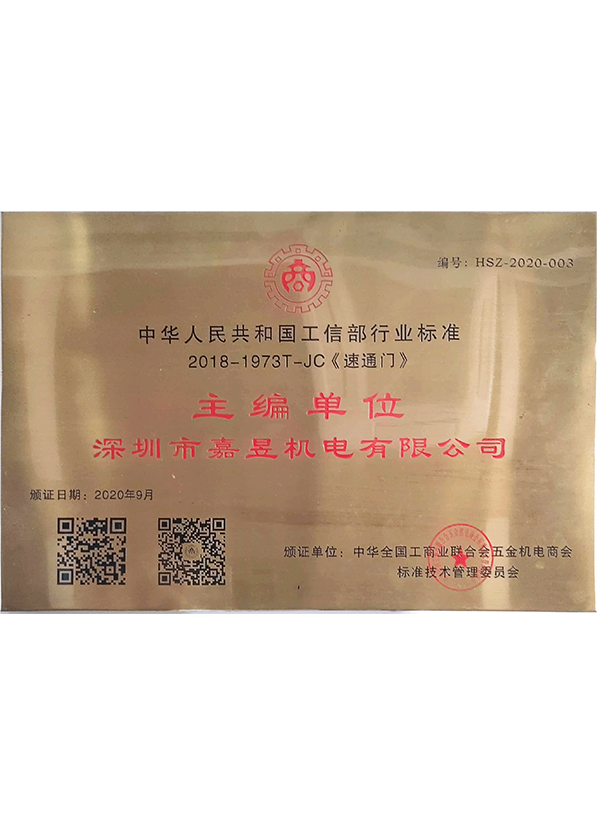 商
编号：HSZ-2020-003
中华人民共和国工信部行业标准
2018-1973T-JC《速通门》
主编单位
深圳市嘉昱机电有限公司
颁证日期：2020年9月
颁证单位：中华全国工商业联合会五金机电商会
标准技术管理委员会